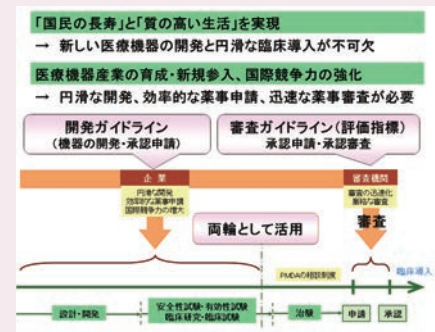 「国民の長寿」と「質の高い生活」を実現
→ 新しい医療機器の開発と円滑な臨床導入が不可欠
医療機器産業の育成・新規参入、国際競争力の強化
→ 円滑な開発、効率的な薬事申請、迅速な薬事審査が必要
開発ガイドライン
(機器の開発・承認申請)
審査ガイドライン(評価指標)
承認申請・承認審査
企業
審査機関
円滑な開発
効率的な薬事申請
国際競争力の増大
審査の迅速化
厳格な審査
審査
両輪として活用
PMDAの相談制度
臨床導入
設計・開発
安全性試験・有効性試験
臨床研究・臨床試験
治験
申請
承認